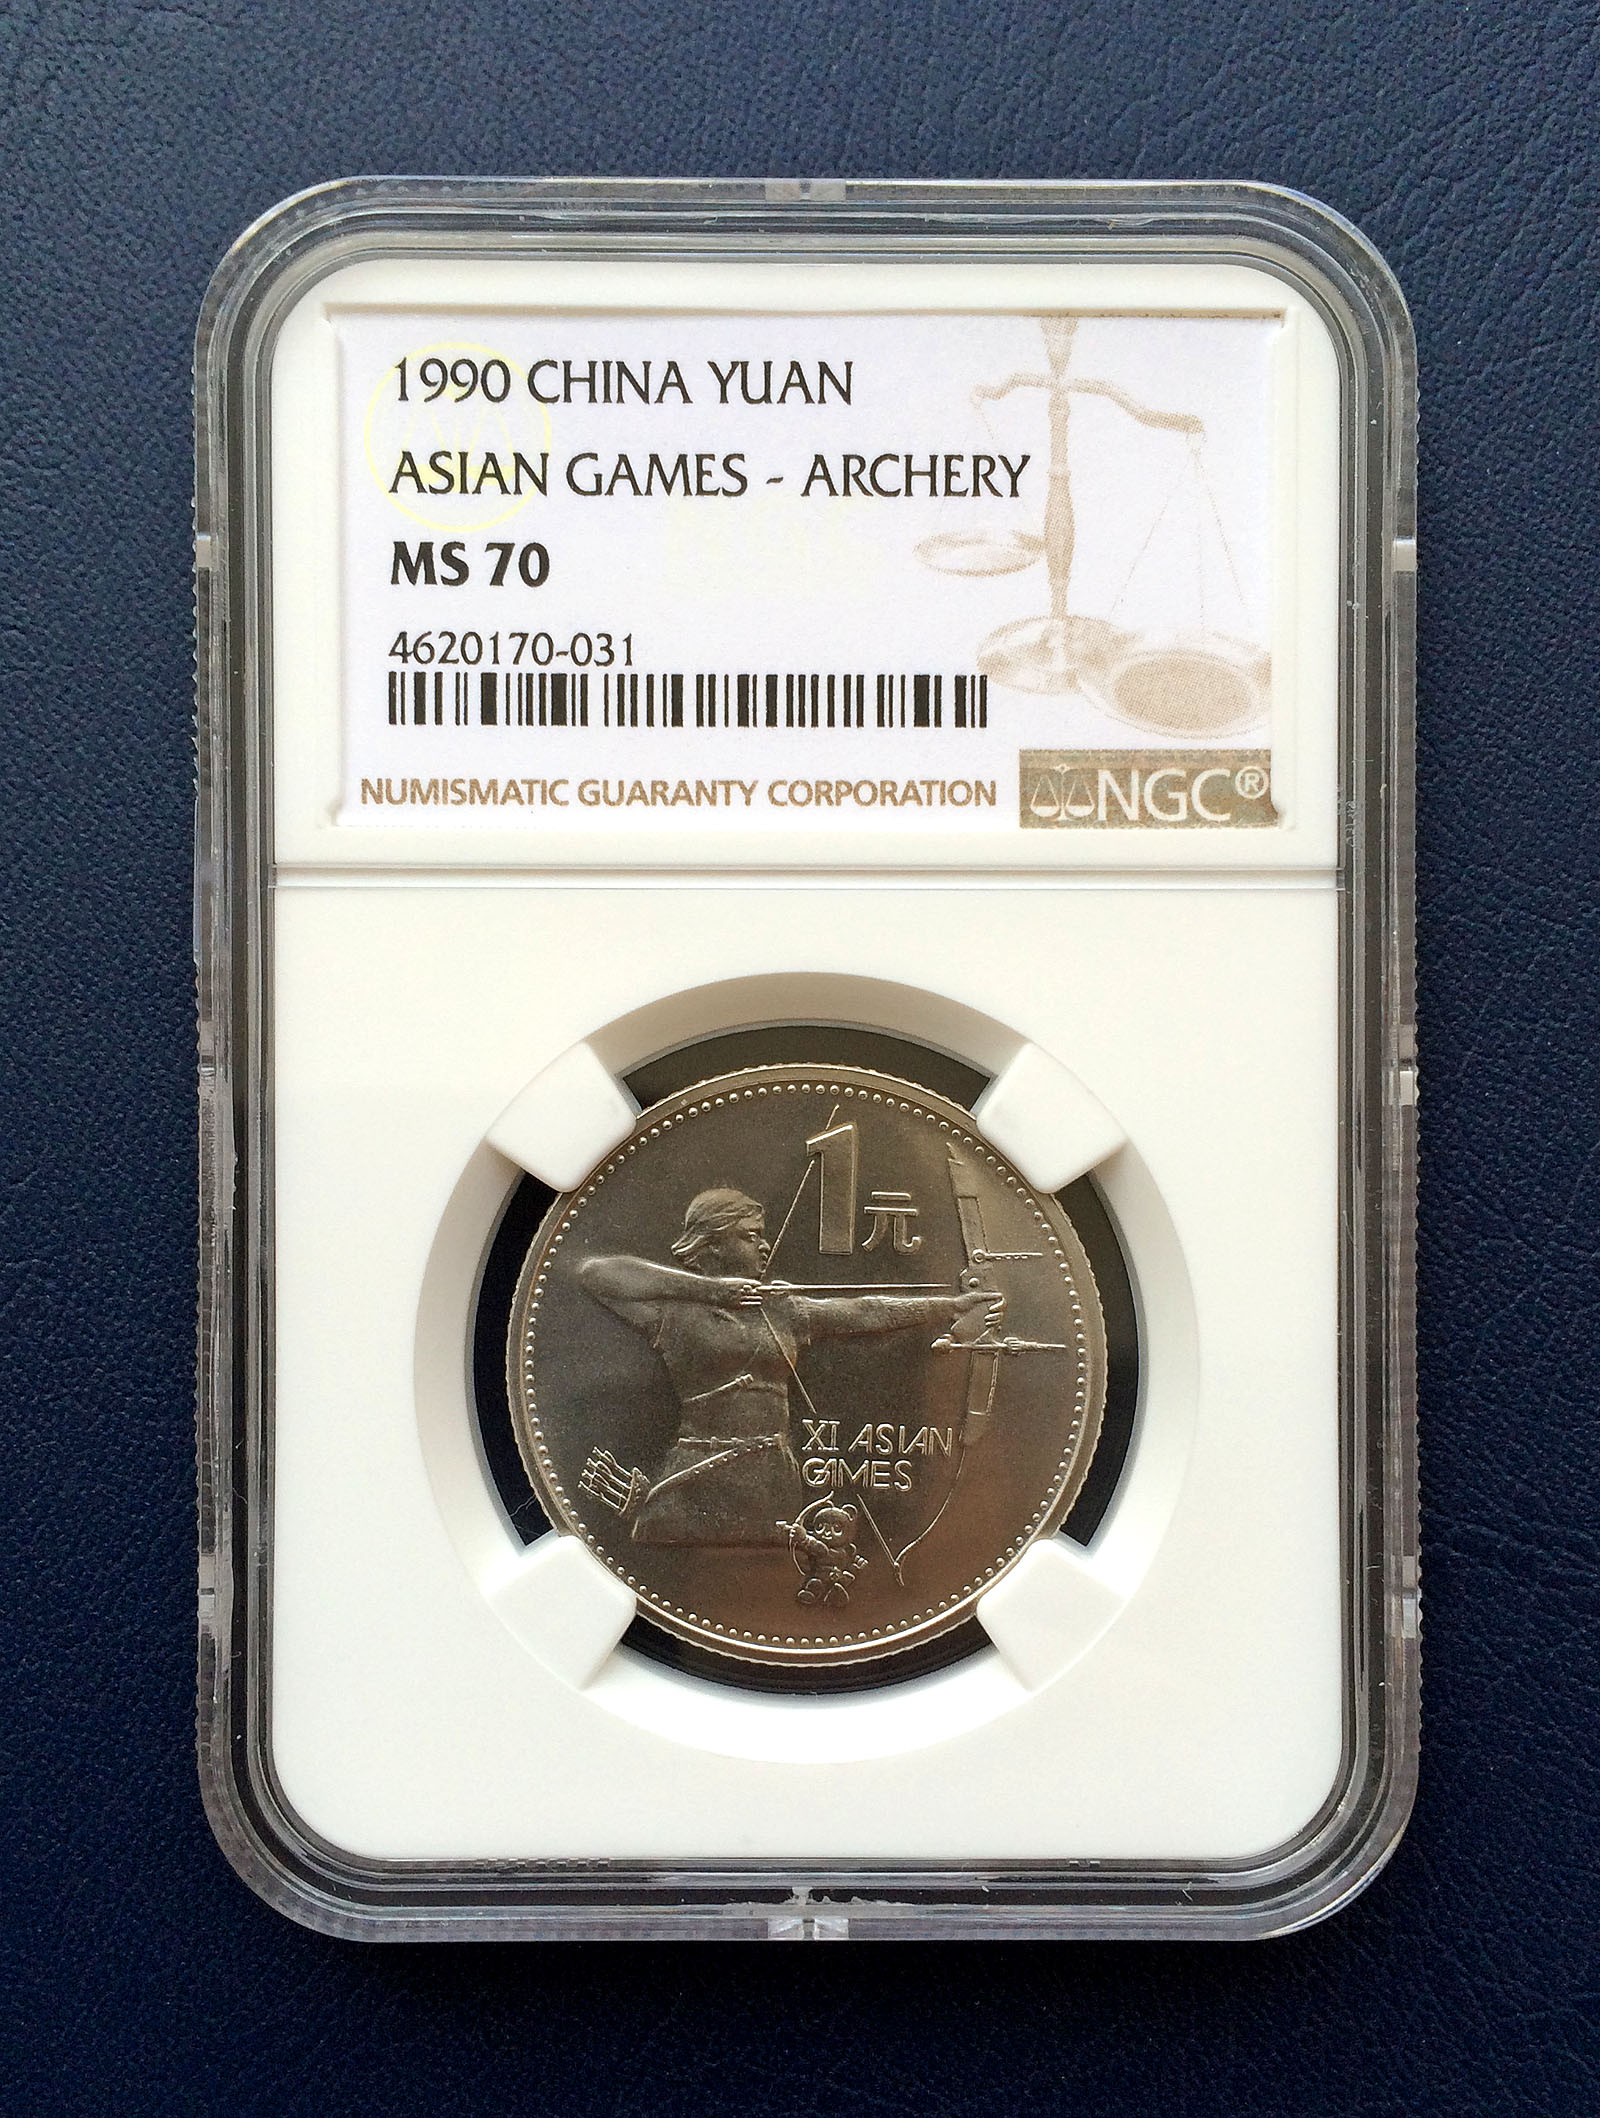 1990 CHINA YUAN
ASIAN GAMES - ARCHERY
MS 70
4620170-031
NUMISMATIC GUARANTY CORPORATION
NGC®
1元
XI ASIAN
GAMES